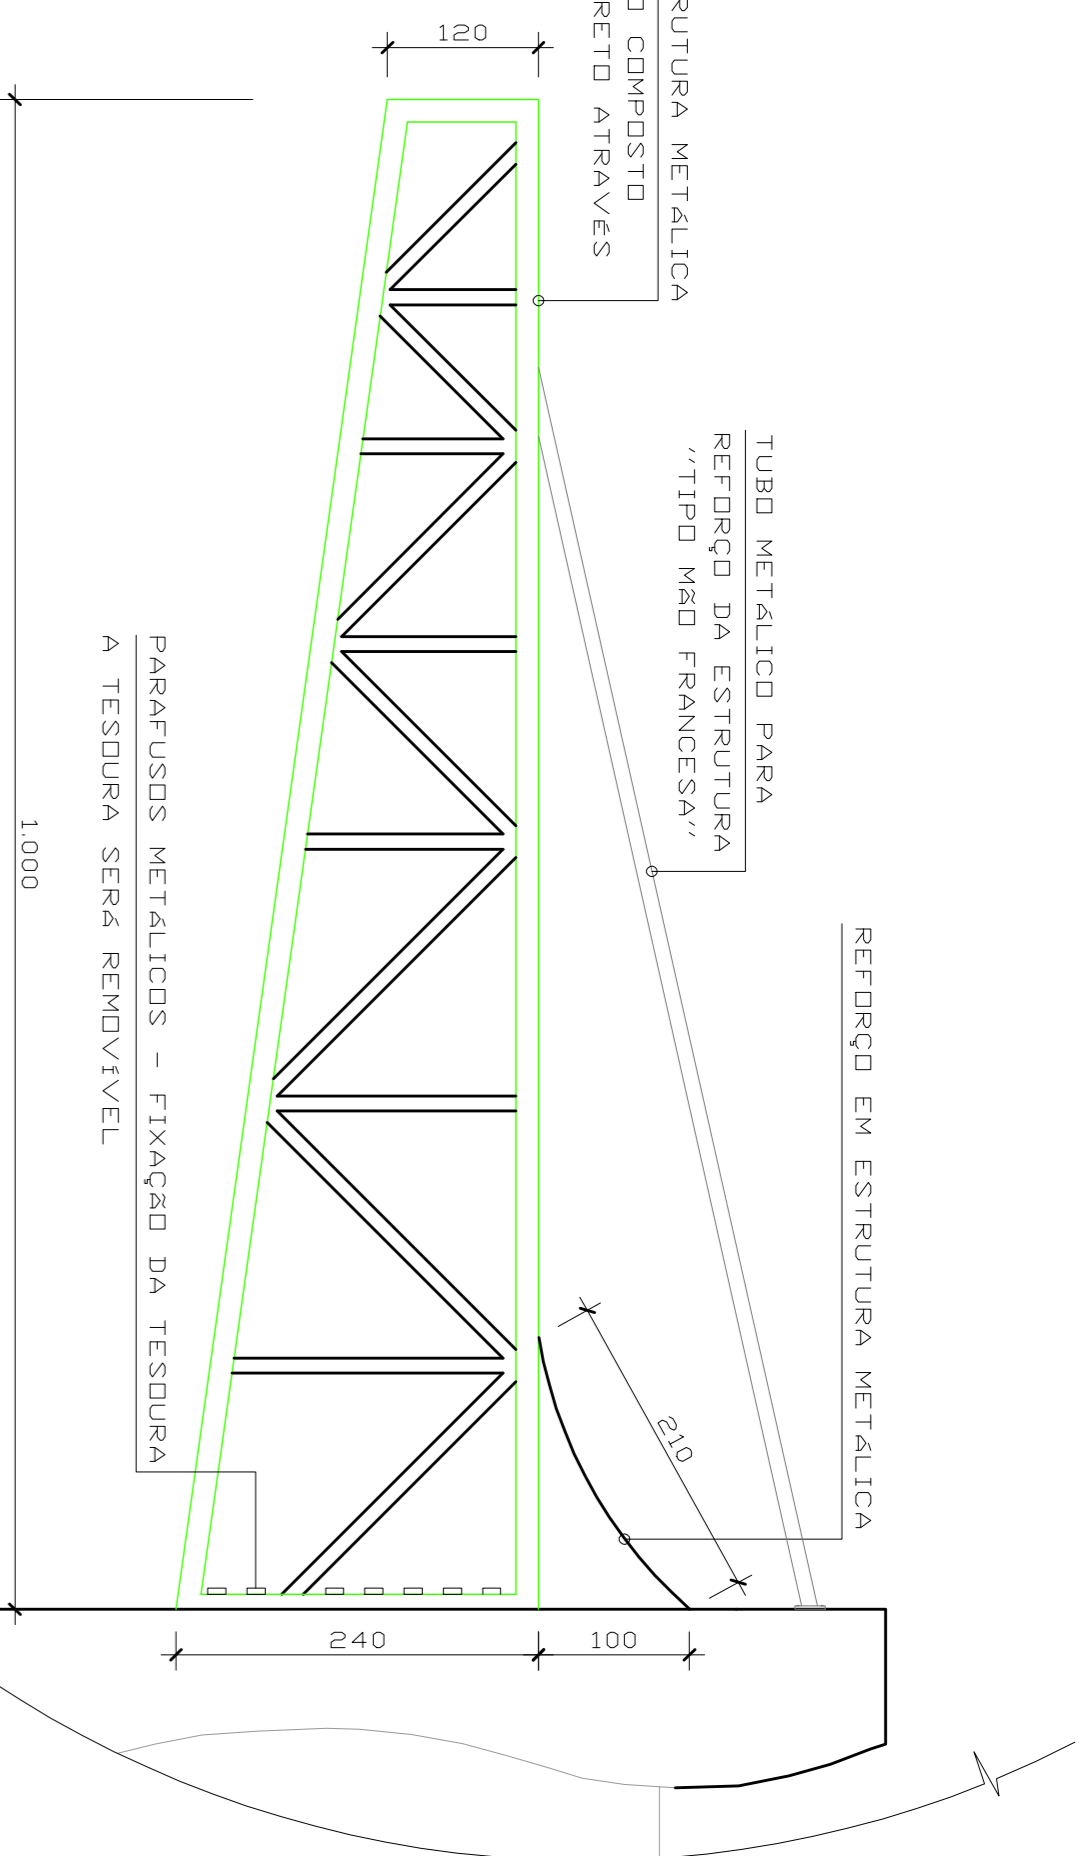 120
RUTURA METÁLICA
O COMPOSTO
RETO ATRAVÉS
TUBO METÁLICO PARA
REFORÇO DA ESTRUTURA
''TIPO MÃO FRANCESA''
REFORÇO EM ESTRUTURA METÁLICA
PARAFUSOS METÁLICOS - FIXAÇÃO DA TESOURA
A TESOURA SERÁ REMOVÍVEL
1.000
210
240
100